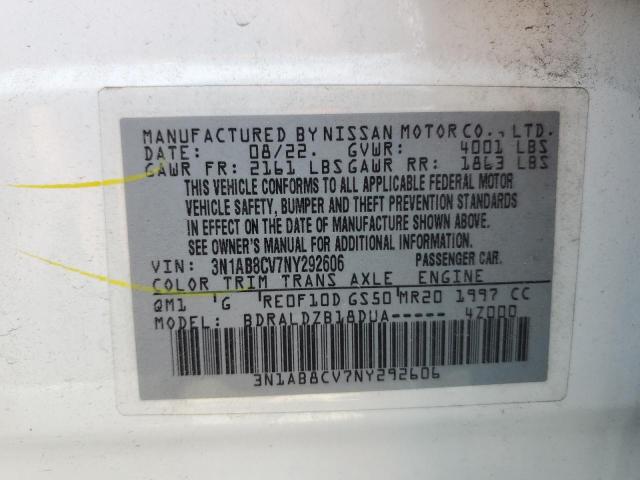 MANUFACTURED BY NISSAN MOTOR CO., LTD.
DATE: 08/22. GVWR: 4001 LBS
GAWR FR: 2161 LBS GAWR RR: 1863 LBS
THIS VEHICLE CONFORMS TO ALL APPLICABLE FEDERAL MOTOR
VEHICLE SAFETY, BUMPER AND THEFT PREVENTION STANDARDS
IN EFFECT ON THE DATE OF MANUFACTURE SHOWN ABOVE.
SEE OWNER'S MANUAL FOR ADDITIONAL INFORMATION.
VIN: 3N1AB8CV7NY292606 PASSENGER CAR.
COLOR TRIM TRANS AXLE ENGINE
QM1 G RE0F10D GS50 MR20 1997 CC
MODEL: BDRALDZB18DUA----- 4Z000
3N1AB8CV7NY292606